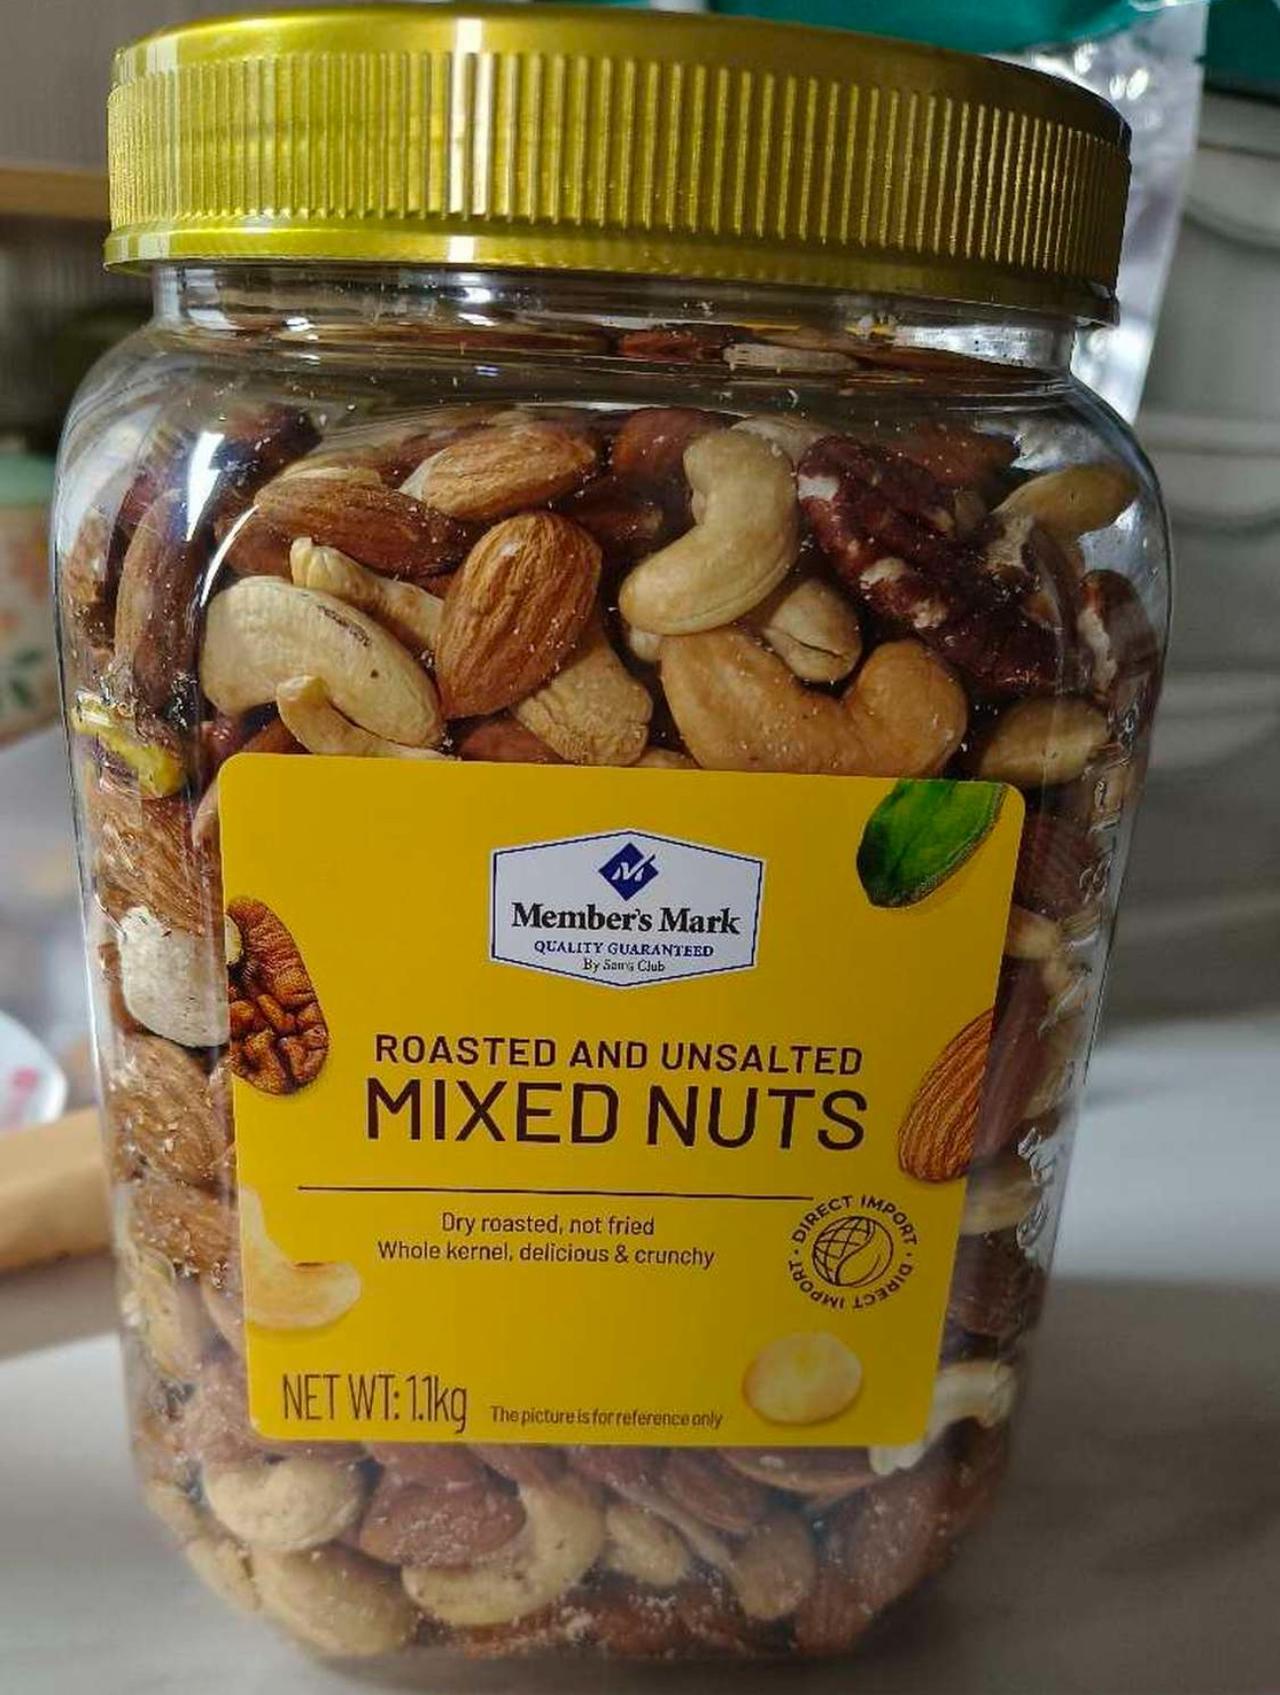 Member's Mark
QUALITY GUARANTEED
By Sam's Club
ROASTED AND UNSALTED
MIXED NUTS
Dry roasted, not fried
Whole kernel, delicious & crunchy
DIRECT IMPORT · DIRECT IMPORT ·
NET WT: 1.1kg
The picture is for reference only